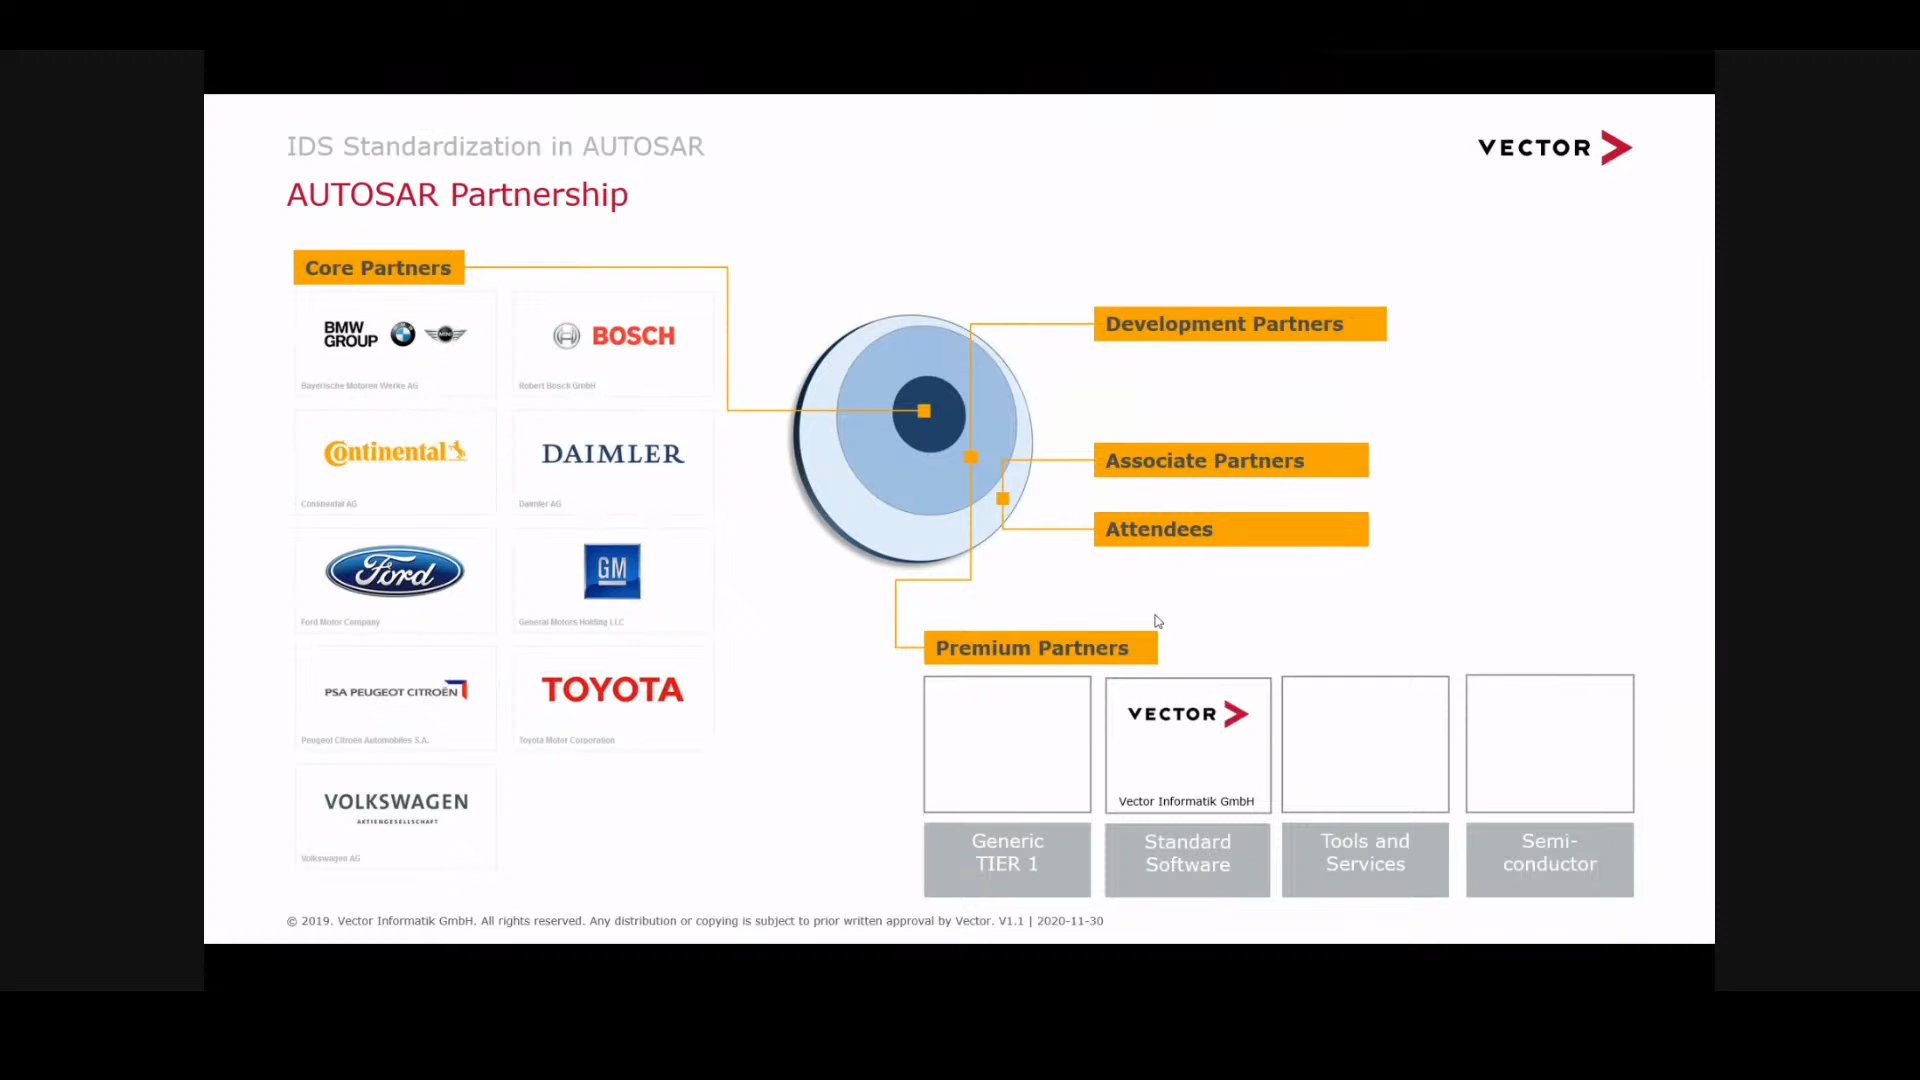 IDS Standardization in AUTOSAR
VECTOR
AUTOSAR Partnership
Core Partners
BMW
GROUP
MINI
Bayerische Motoren Werke AG
BOSCH
Robert Bosch GmbH
Continental
Continental AG
DAIMLER
Daimler AG
Ford
Ford Motor Company
GM
General Motors Holding LLC
PSA PEUGEOT CITROËN
Peugeot Citroën Automobiles S.A.
TOYOTA
Toyota Motor Corporation
VOLKSWAGEN
AKTIENGESELLSCHAFT
Volkswagen AG
Development Partners
Associate Partners
Attendees
Premium Partners
VECTOR
Vector Informatik GmbH
Generic
TIER 1
Standard
Software
Tools and
Services
Semi-
conductor
© 2019. Vector Informatik GmbH. All rights reserved. Any distribution or copying is subject to prior written approval by Vector. V1.1 | 2020-11-30